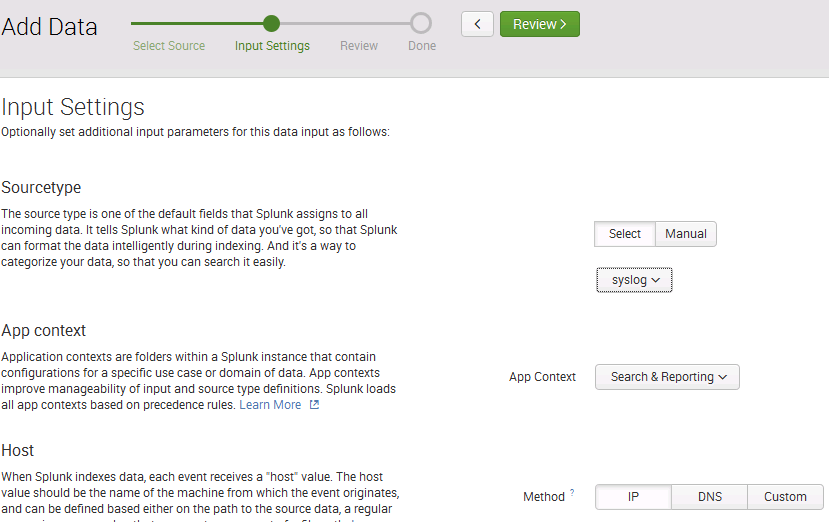 Add Data
Select Source
Input Settings
Review
Done
<
Review >
Input Settings
Optionally set additional input parameters for this data input as follows:
Sourcetype
The source type is one of the default fields that Splunk assigns to all
incoming data. It tells Splunk what kind of data you've got, so that Splunk
can format the data intelligently during indexing. And it's a way to
categorize your data, so that you can search it easily.
Select
Manual
syslog
App context
Application contexts are folders within a Splunk instance that contain
configurations for a specific use case or domain of data. App contexts
improve manageability of input and source type definitions. Splunk loads
all app contexts based on precedence rules. Learn More
App Context
Search & Reporting
Host
When Splunk indexes data, each event receives a "host" value. The host
value should be the name of the machine from which the event originates,
and can be defined based either on the path to the source data, a regular
Method ?
IP
DNS
Custom